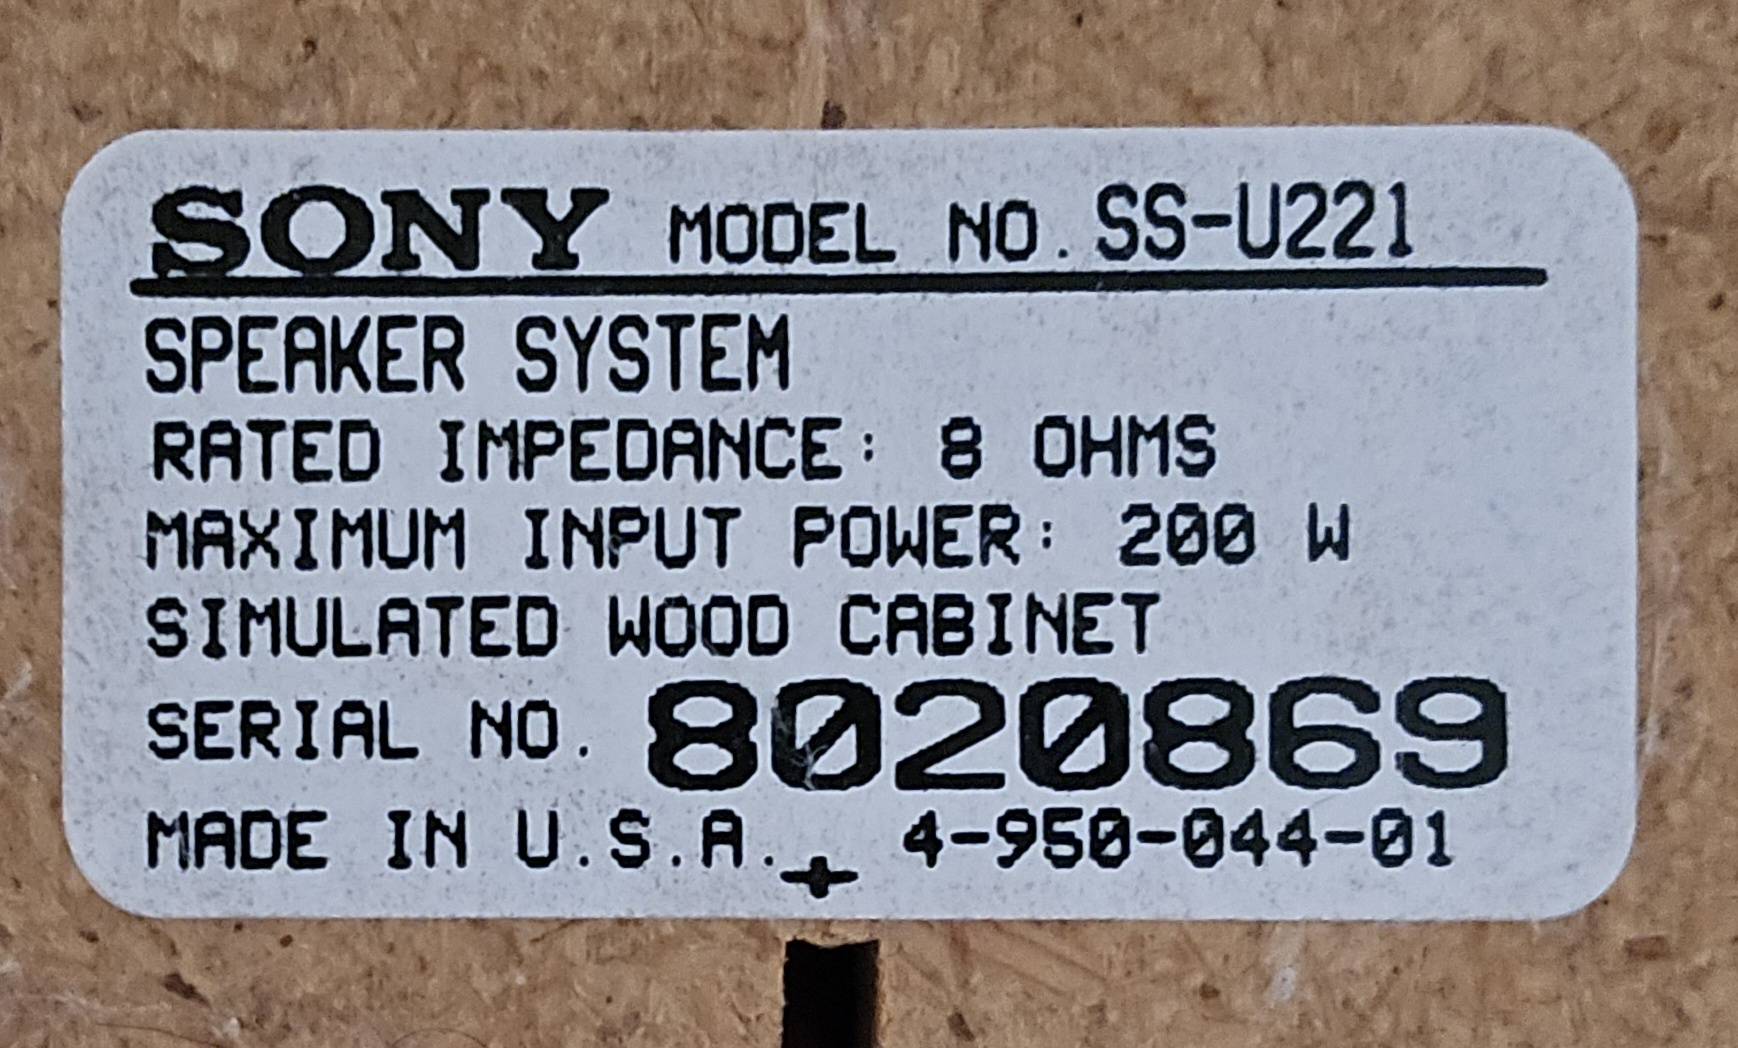 SONY MODEL NO. SS-U221
SPEAKER SYSTEM
RATED IMPEDANCE: 8 OHMS
MAXIMUM INPUT POWER: 200 W
SIMULATED WOOD CABINET
SERIAL NO. 8020869
MADE IN U.S.A. 4-950-044-01